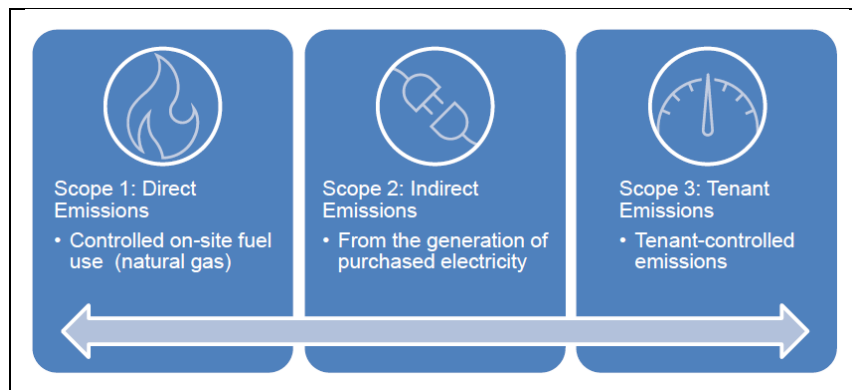 Scope 1: Direct
Emissions
• Controlled on-site fuel
use (natural gas)
Scope 2: Indirect
Emissions
• From the generation of
purchased electricity
Scope 3: Tenant
Emissions
• Tenant-controlled
emissions